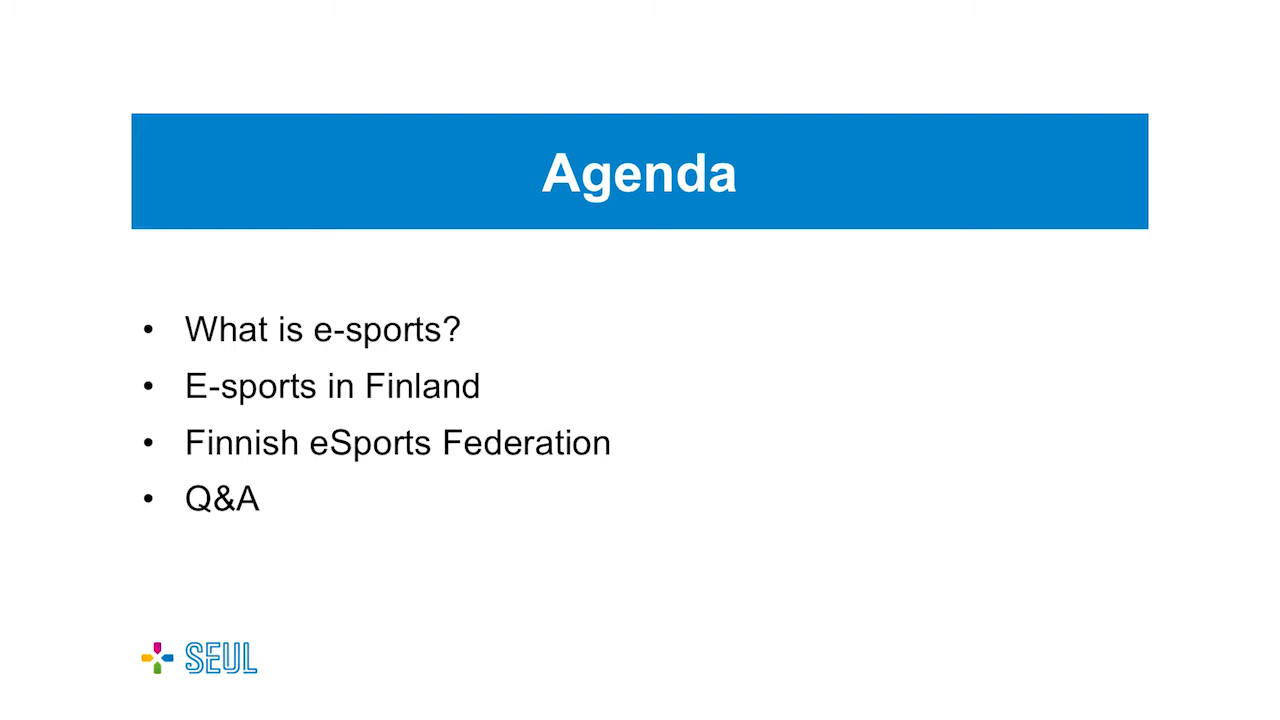 Agenda
• What is e-sports?
• E-sports in Finland
• Finnish eSports Federation
• Q&A
SEUL